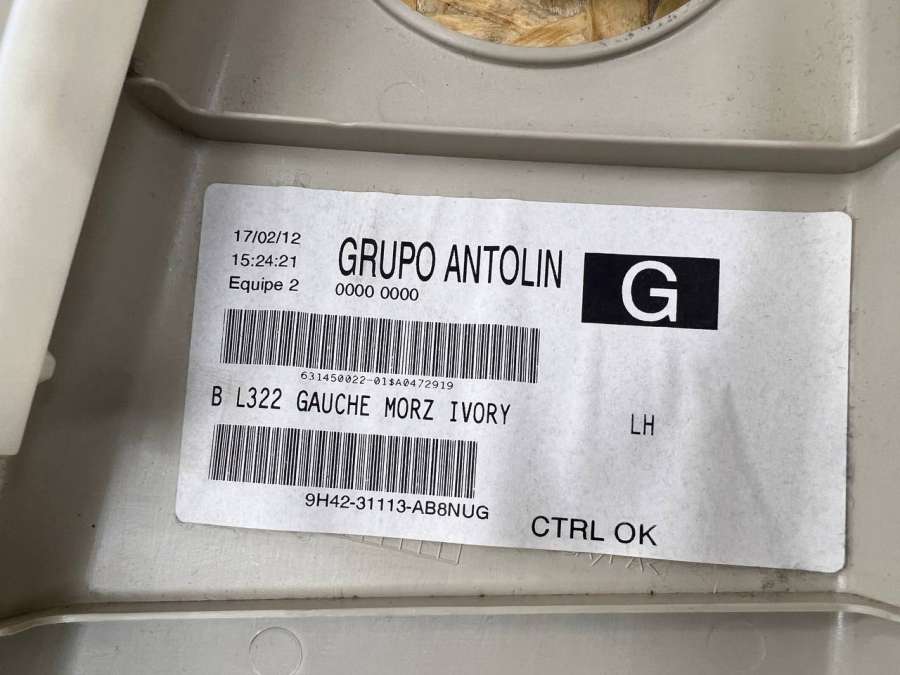 17/02/12
15:24:21
Equipe 2
GRUPO ANTOLIN
0000 0000
G
631450022-01$A0472919
B L322 GAUCHE MORZ IVORY
LH
9H42-31113-AB8NUG
CTRL OK